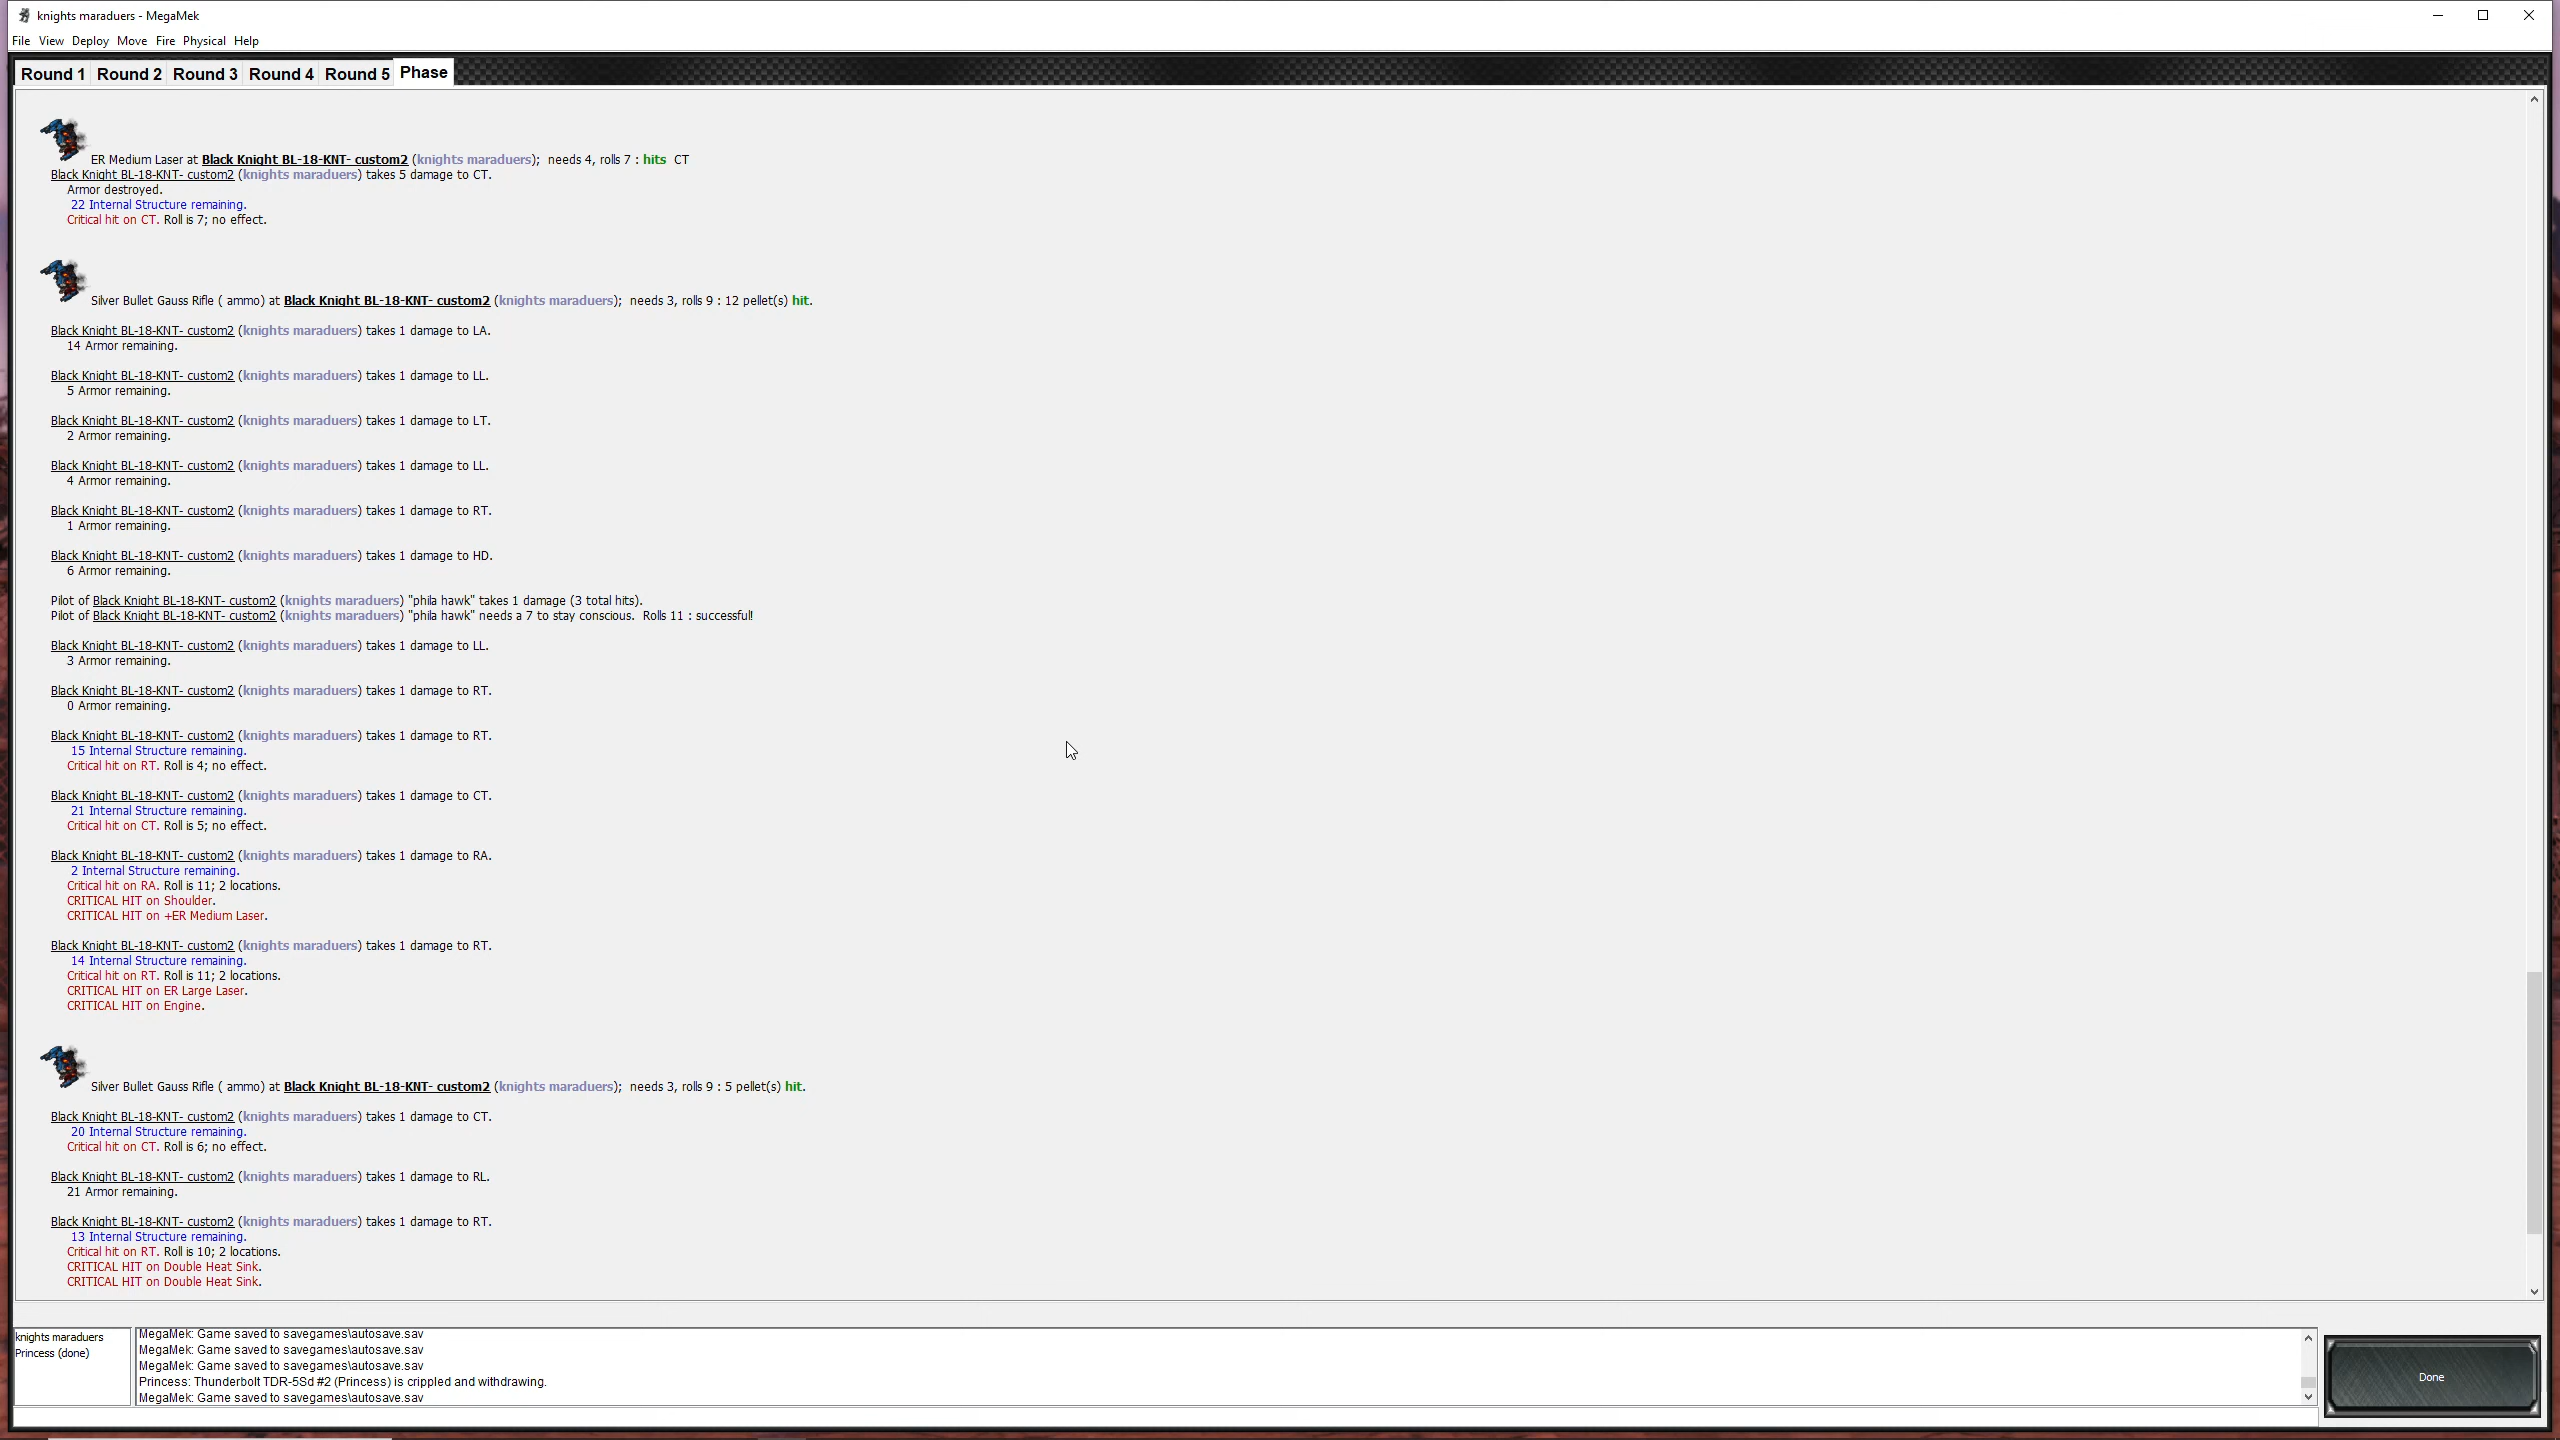 knights maraduers - MegaMek
File View Deploy Move Fire Physical Help
Round 1 Round 2 Round 3 Round 4 Round 5 Phase
ER Medium Laser at Black Knight BL-18-KNT- custom2 (knights maraduers); needs 4, rolls 7 : hits CT
Black Knight BL-18-KNT- custom2 (knights maraduers) takes 5 damage to CT.
Armor destroyed.
22 Internal Structure remaining.
Critical hit on CT. Roll is 7; no effect.
Silver Bullet Gauss Rifle ( ammo) at Black Knight BL-18-KNT- custom2 (knights maraduers); needs 3, rolls 9 : 12 pellet(s) hit.
Black Knight BL-18-KNT- custom2 (knights maraduers) takes 1 damage to LA.
14 Armor remaining.
Black Knight BL-18-KNT- custom2 (knights maraduers) takes 1 damage to LL.
5 Armor remaining.
Black Knight BL-18-KNT- custom2 (knights maraduers) takes 1 damage to LT.
2 Armor remaining.
Black Knight BL-18-KNT- custom2 (knights maraduers) takes 1 damage to LL.
4 Armor remaining.
Black Knight BL-18-KNT- custom2 (knights maraduers) takes 1 damage to RT.
1 Armor remaining.
Black Knight BL-18-KNT- custom2 (knights maraduers) takes 1 damage to HD.
6 Armor remaining.
Pilot of Black Knight BL-18-KNT- custom2 (knights maraduers) "phila hawk" takes 1 damage (3 total hits).
Pilot of Black Knight BL-18-KNT- custom2 (knights maraduers) "phila hawk" needs a 7 to stay conscious. Rolls 11 : successful!
Black Knight BL-18-KNT- custom2 (knights maraduers) takes 1 damage to LL.
3 Armor remaining.
Black Knight BL-18-KNT- custom2 (knights maraduers) takes 1 damage to RT.
0 Armor remaining.
Black Knight BL-18-KNT- custom2 (knights maraduers) takes 1 damage to RT.
15 Internal Structure remaining.
Critical hit on RT. Roll is 4; no effect.
Black Knight BL-18-KNT- custom2 (knights maraduers) takes 1 damage to CT.
21 Internal Structure remaining.
Critical hit on CT. Roll is 5; no effect.
Black Knight BL-18-KNT- custom2 (knights maraduers) takes 1 damage to RA.
2 Internal Structure remaining.
Critical hit on RA. Roll is 11; 2 locations.
CRITICAL HIT on Shoulder.
CRITICAL HIT on +ER Medium Laser.
Black Knight BL-18-KNT- custom2 (knights maraduers) takes 1 damage to RT.
14 Internal Structure remaining.
Critical hit on RT. Roll is 11; 2 locations.
CRITICAL HIT on ER Large Laser.
CRITICAL HIT on Engine.
Silver Bullet Gauss Rifle ( ammo) at Black Knight BL-18-KNT- custom2 (knights maraduers); needs 3, rolls 9 : 5 pellet(s) hit.
Black Knight BL-18-KNT- custom2 (knights maraduers) takes 1 damage to CT.
20 Internal Structure remaining.
Critical hit on CT. Roll is 6; no effect.
Black Knight BL-18-KNT- custom2 (knights maraduers) takes 1 damage to RL.
21 Armor remaining.
Black Knight BL-18-KNT- custom2 (knights maraduers) takes 1 damage to RT.
13 Internal Structure remaining.
Critical hit on RT. Roll is 10; 2 locations.
CRITICAL HIT on Double Heat Sink.
CRITICAL HIT on Double Heat Sink.
knights maraduers
Princess (done)
MegaMek: Game saved to savegames\autosave.sav
MegaMek: Game saved to savegames\autosave.sav
MegaMek: Game saved to savegames\autosave.sav
Princess: Thunderbolt TDR-5Sd #2 (Princess) is crippled and withdrawing.
MegaMek: Game saved to savegames\autosave.sav
Done